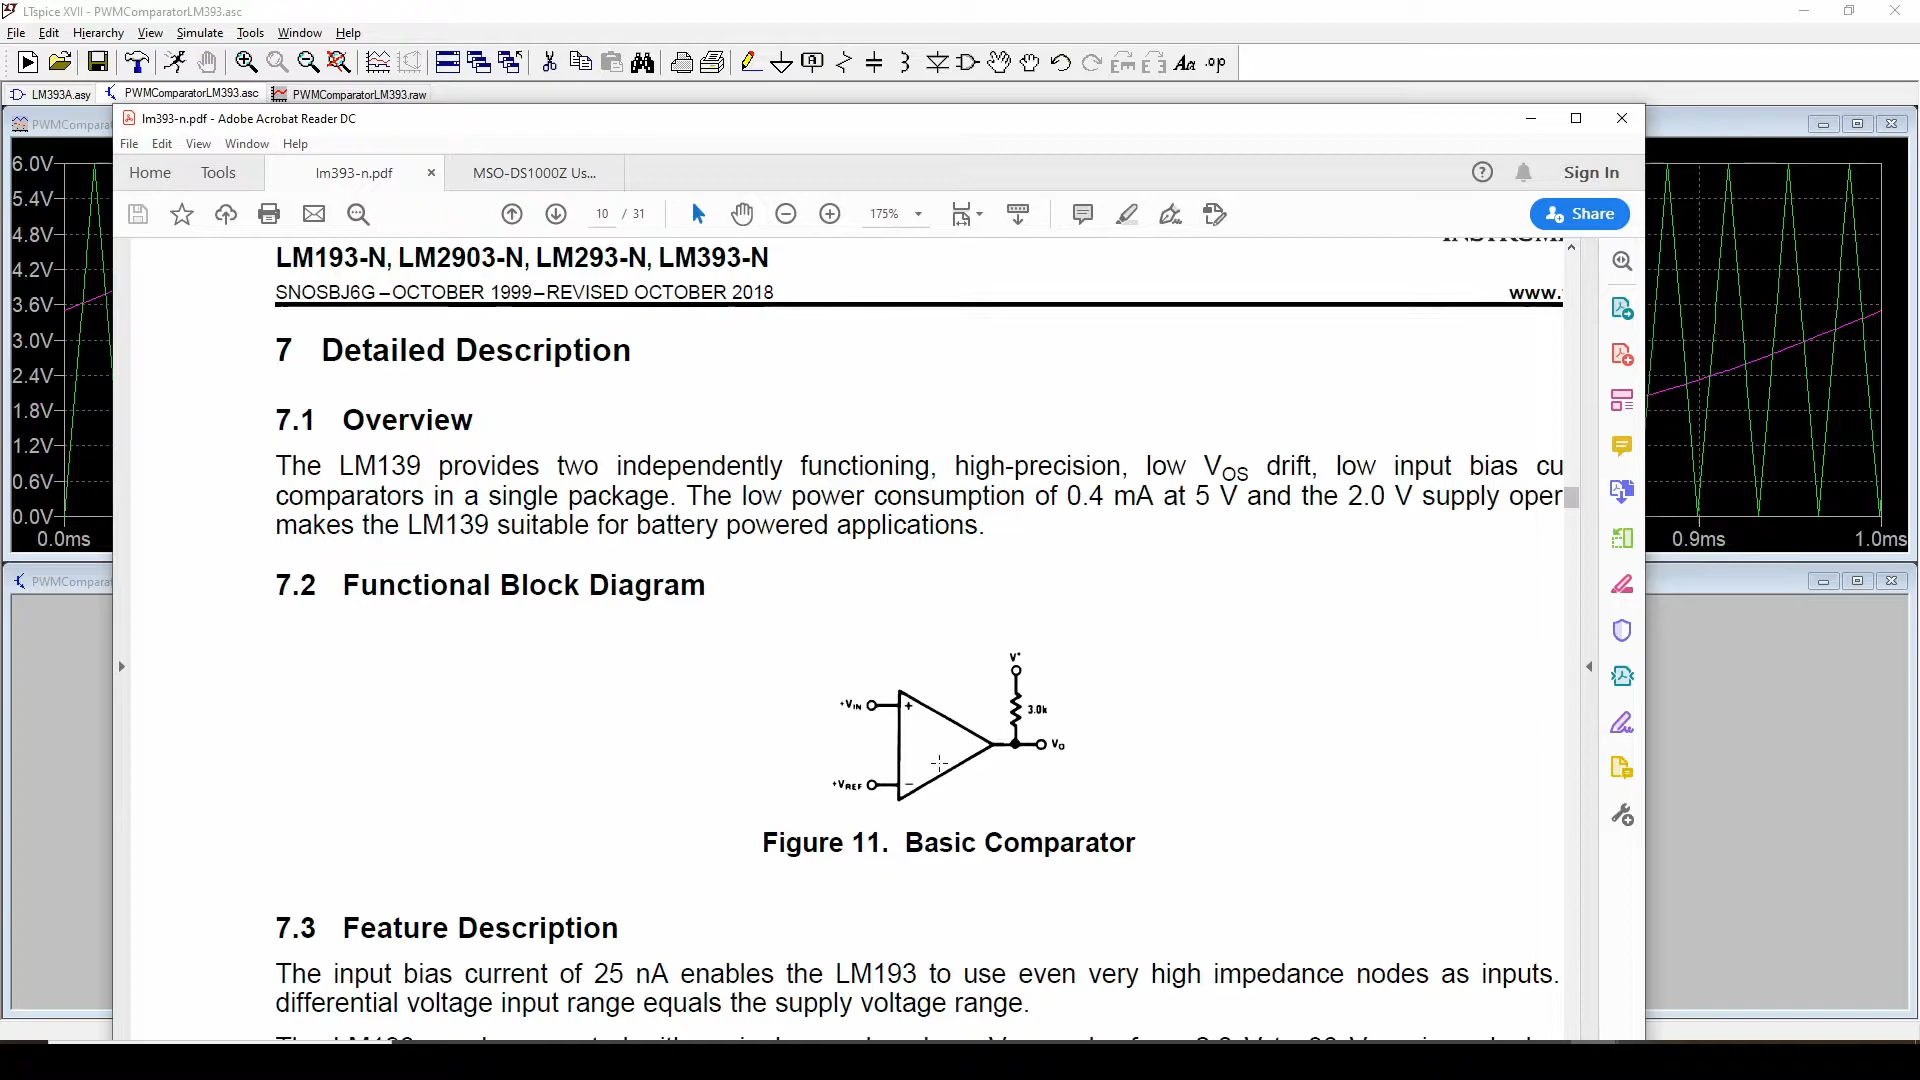 LTspice XVII - PWMComparatorLM393.asc
File Edit Hierarchy View Simulate Tools Window Help
Aa .op
LM393A.asy PWMComparatorLM393.asc PWMComparatorLM393.raw
PWMComparat
lm393-n.pdf - Adobe Acrobat Reader DC
File Edit View Window Help
Home Tools lm393-n.pdf × MSO-DS1000Z Us... Sign In
10 / 31 175% Share
6.0V
5.4V
4.8V
4.2V
3.6V
3.0V
2.4V
1.8V
1.2V
0.6V
0.0V
0.0ms 0.9ms 1.0ms
PWMComparat
LM193-N, LM2903-N, LM293-N, LM393-N
SNOSBJ6G –OCTOBER 1999–REVISED OCTOBER 2018 www.
7 Detailed Description
7.1 Overview
The LM139 provides two independently functioning, high-precision, low VOS drift, low input bias cu
comparators in a single package. The low power consumption of 0.4 mA at 5 V and the 2.0 V supply oper
makes the LM139 suitable for battery powered applications.
7.2 Functional Block Diagram
V+
+VIN + 3.0k
VO
+VREF −
Figure 11. Basic Comparator
7.3 Feature Description
The input bias current of 25 nA enables the LM193 to use even very high impedance nodes as inputs.
differential voltage input range equals the supply voltage range.